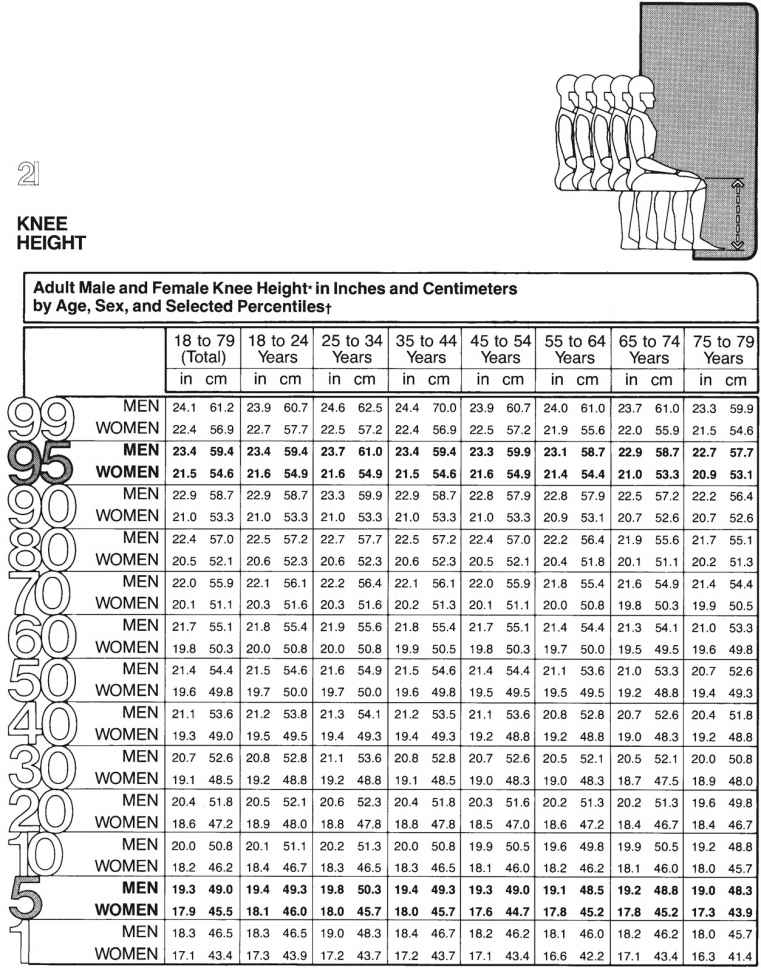 2I
KNEE
HEIGHT
Adult Male and Female Knee Height* in Inches and Centimeters
by Age, Sex, and Selected Percentiles†
18 to 79 18 to 24 25 to 34 35 to 44 45 to 54 55 to 64 65 to 74 75 to 79
(Total) Years Years Years Years Years Years Years
in cm in cm in cm in cm in cm in cm in cm in cm
99 MEN 24.1 61.2 23.9 60.7 24.6 62.5 24.4 70.0 23.9 60.7 24.0 61.0 23.7 61.0 23.3 59.9
WOMEN 22.4 56.9 22.7 57.7 22.5 57.2 22.4 56.9 22.5 57.2 21.9 55.6 22.0 55.9 21.5 54.6
95 MEN 23.4 59.4 23.4 59.4 23.7 61.0 23.4 59.4 23.3 59.9 23.1 58.7 22.9 58.7 22.7 57.7
WOMEN 21.5 54.6 21.6 54.9 21.6 54.9 21.5 54.6 21.6 54.9 21.4 54.4 21.0 53.3 20.9 53.1
90 MEN 22.9 58.7 22.9 58.7 23.3 59.9 22.9 58.7 22.8 57.9 22.8 57.9 22.5 57.2 22.2 56.4
WOMEN 21.0 53.3 21.0 53.3 21.0 53.3 21.0 53.3 21.0 53.3 20.9 53.1 20.7 52.6 20.7 52.6
80 MEN 22.4 57.0 22.5 57.2 22.7 57.7 22.5 57.2 22.4 57.0 22.2 56.4 21.9 55.6 21.7 55.1
WOMEN 20.5 52.1 20.6 52.3 20.6 52.3 20.6 52.3 20.5 52.1 20.4 51.8 20.1 51.1 20.2 51.3
70 MEN 22.0 55.9 22.1 56.1 22.2 56.4 22.1 56.1 22.0 55.9 21.8 55.4 21.6 54.9 21.4 54.4
WOMEN 20.1 51.1 20.3 51.6 20.3 51.6 20.2 51.3 20.1 51.1 20.0 50.8 19.8 50.3 19.9 50.5
60 MEN 21.7 55.1 21.8 55.4 21.9 55.6 21.8 55.4 21.7 55.1 21.4 54.4 21.3 54.1 21.0 53.3
WOMEN 19.8 50.3 20.0 50.8 20.0 50.8 19.9 50.5 19.8 50.3 19.7 50.0 19.5 49.5 19.6 49.8
50 MEN 21.4 54.4 21.5 54.6 21.6 54.9 21.5 54.6 21.4 54.4 21.1 53.6 21.0 53.3 20.7 52.6
WOMEN 19.6 49.8 19.7 50.0 19.7 50.0 19.6 49.8 19.5 49.5 19.5 49.5 19.2 48.8 19.4 49.3
40 MEN 21.1 53.6 21.2 53.8 21.3 54.1 21.2 53.5 21.1 53.6 20.8 52.8 20.7 52.6 20.4 51.8
WOMEN 19.3 49.0 19.5 49.5 19.4 49.3 19.4 49.3 19.2 48.8 19.2 48.8 19.0 48.3 19.2 48.8
30 MEN 20.7 52.6 20.8 52.8 21.1 53.6 20.8 52.8 20.7 52.6 20.5 52.1 20.5 52.1 20.0 50.8
WOMEN 19.1 48.5 19.2 48.8 19.2 48.8 19.1 48.5 19.0 48.3 19.0 48.3 18.7 47.5 18.9 48.0
20 MEN 20.4 51.8 20.5 52.1 20.6 52.3 20.4 51.8 20.3 51.6 20.2 51.3 20.2 51.3 19.6 49.8
WOMEN 18.6 47.2 18.9 48.0 18.8 47.8 18.8 47.8 18.5 47.0 18.6 47.2 18.4 46.7 18.4 46.7
10 MEN 20.0 50.8 20.1 51.1 20.2 51.3 20.0 50.8 19.9 50.5 19.6 49.8 19.9 50.5 19.2 48.8
WOMEN 18.2 46.2 18.4 46.7 18.3 46.5 18.3 46.5 18.1 46.0 18.2 46.2 18.1 46.0 18.0 45.7
5 MEN 19.3 49.0 19.4 49.3 19.8 50.3 19.4 49.3 19.3 49.0 19.1 48.5 19.2 48.8 19.0 48.3
WOMEN 17.9 45.5 18.1 46.0 18.0 45.7 18.0 45.7 17.6 44.7 17.8 45.2 17.8 45.2 17.3 43.9
1 MEN 18.3 46.5 18.3 46.5 19.0 48.3 18.4 46.7 18.2 46.2 18.1 46.0 18.2 46.2 18.0 45.7
WOMEN 17.1 43.4 17.3 43.9 17.2 43.7 17.2 43.7 17.1 43.4 16.6 42.2 17.1 43.4 16.3 41.4